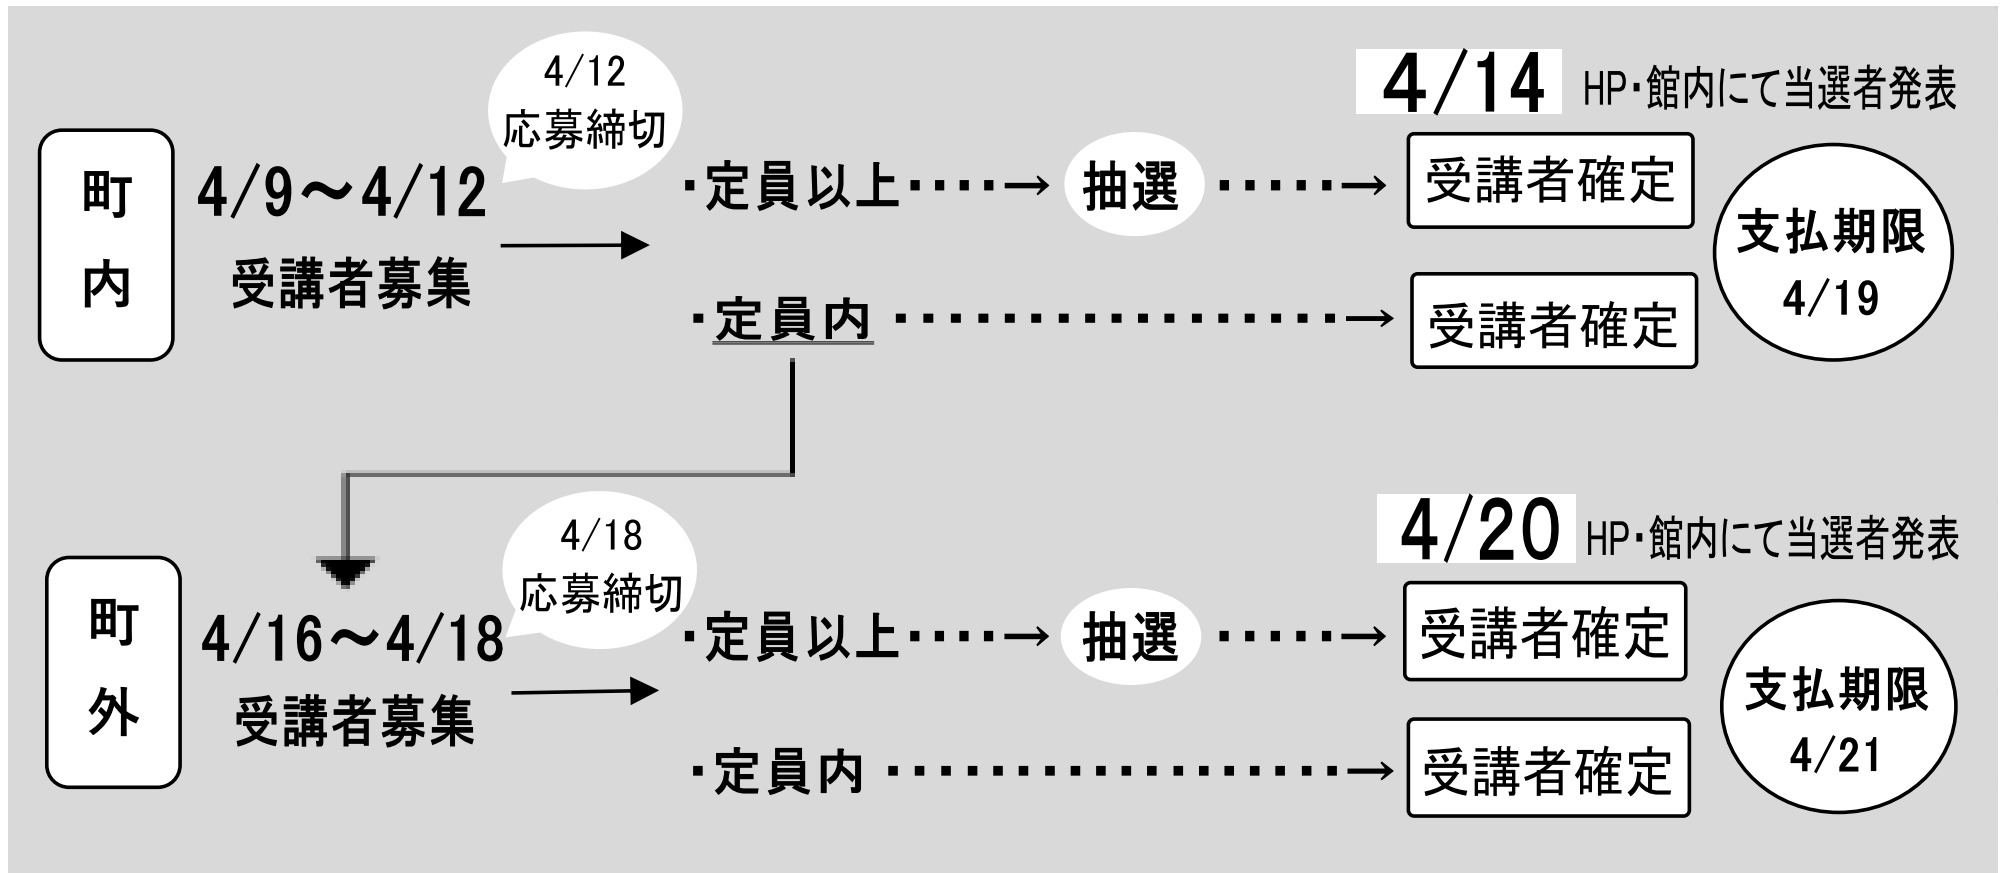 町内
4/9～4/12
受講者募集
4/12
応募締切
・定員以上････→
抽選
･････→
4/14 HP・館内にて当選者発表
受講者確定
・定員内 ･････････････････→
受講者確定
支払期限
4/19
町外
4/16～4/18
受講者募集
4/18
応募締切
・定員以上････→
抽選
･････→
4/20 HP・館内にて当選者発表
受講者確定
・定員内 ･･････････････････→
受講者確定
支払期限
4/21